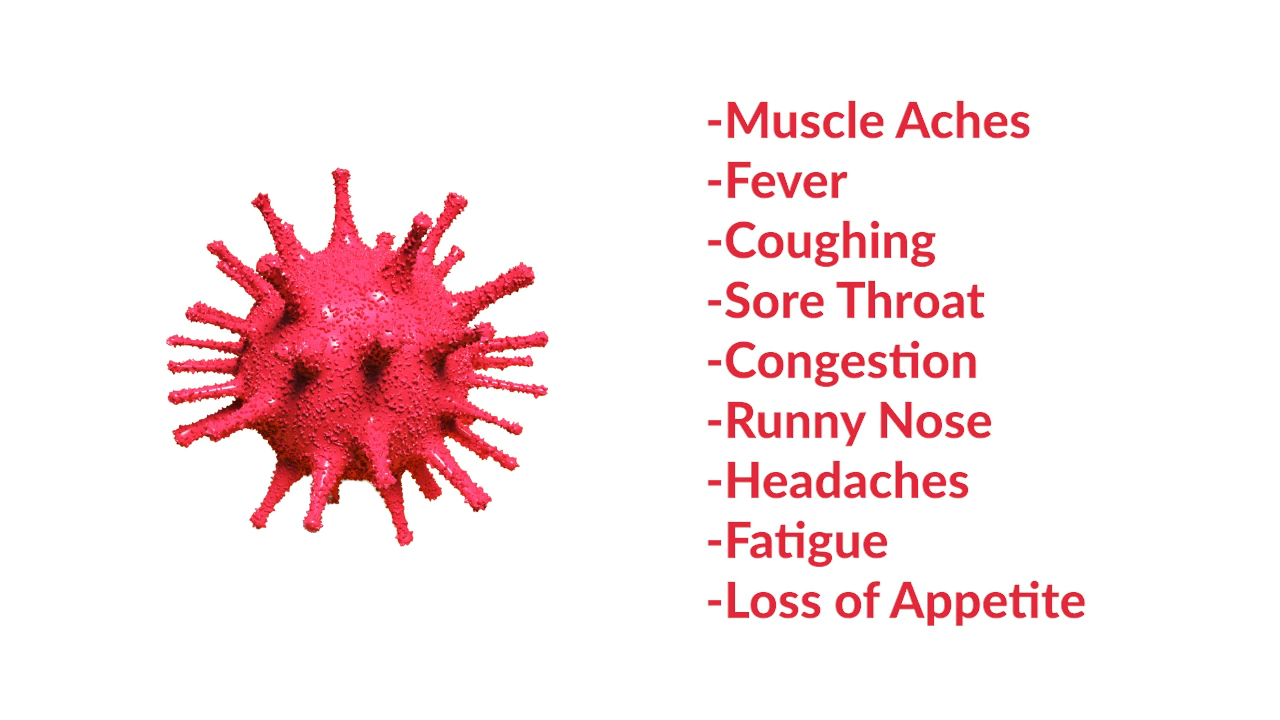 -Muscle Aches
-Fever
-Coughing
-Sore Throat
-Congestion
-Runny Nose
-Headaches
-Fatigue
-Loss of Appetite